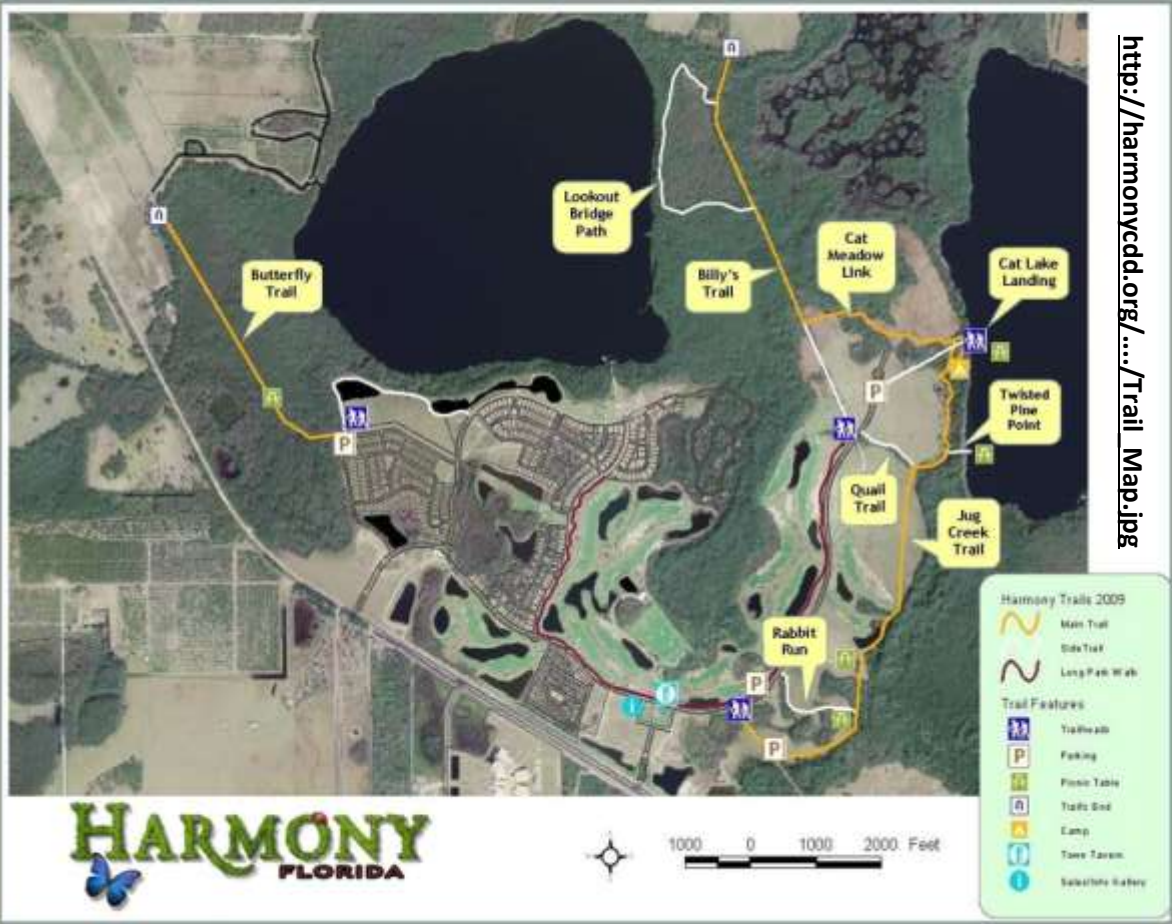 http://harmonycdd.org/..../Trail_Map.jpg
Lookout
Bridge
Path
Cat
Meadow
Link
Billy's
Trail
Cat Lake
Landing
Butterfly
Trail
Twisted
Pine
Point
Quail
Trail
Jug
Creek
Trail
Rabbit
Run
P
P
P
P
Harmony Trails 2009
Main Trail
Side Trail
Long Park Walk
Trail Features
Trailheads
P Parking
Picnic Table
Trails End
Camp
Town Tavern
HARMONY
FLORIDA
1000 0 1000 2000 Feet